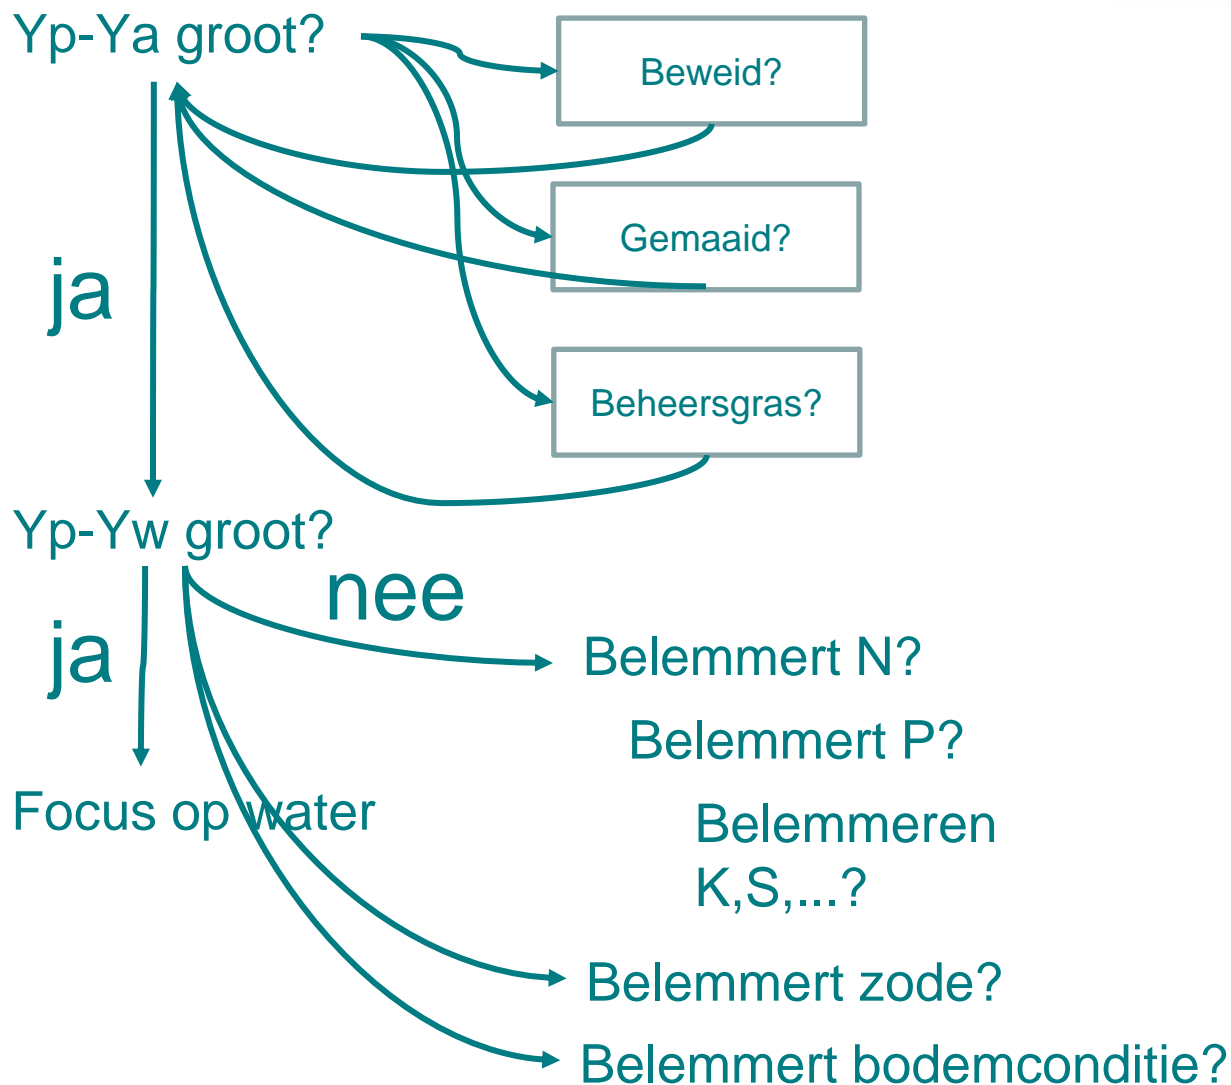 Yp-Ya groot?
Beweid?
Gemaaid?
ja
Beheersgras?
Yp-Yw groot?
nee
ja
Belemmert N?
Belemmert P?
Focus op water
Belemmeren
K,S,...?
Belemmert zode?
Belemmert bodemconditie?